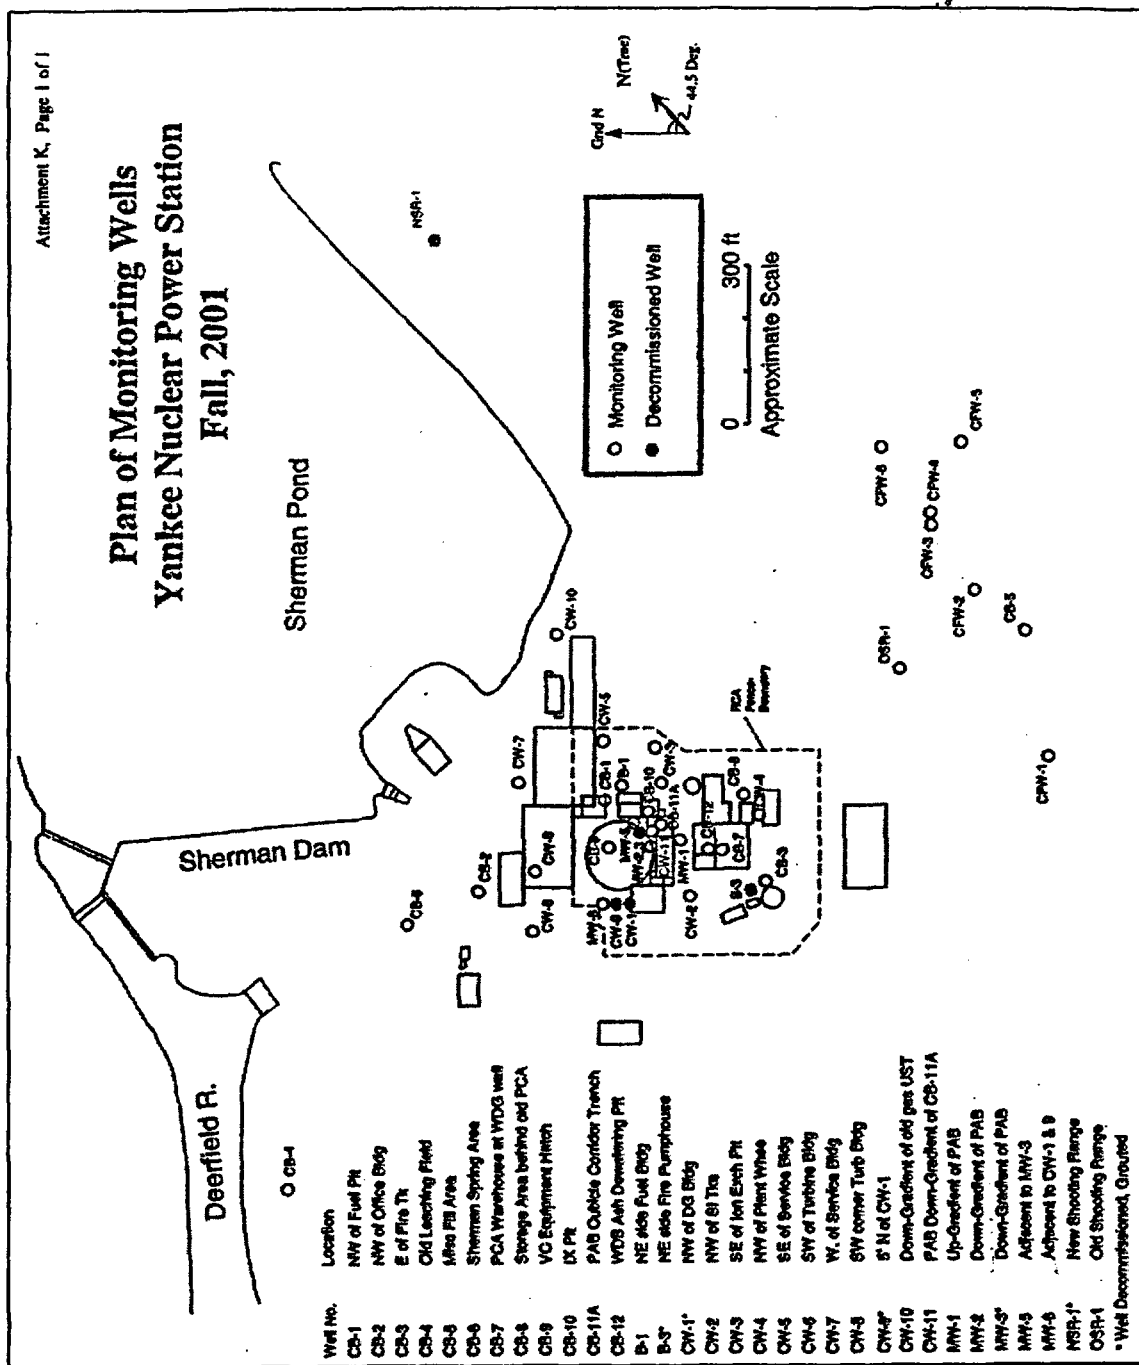 Attachment K, Page 1 of 1
Plan of Monitoring Wells
Yankee Nuclear Power Station
Fall, 2001
Sherman Pond
Sherman Dam
Deerfield R.
NSR-1
Grid N
N(True)
44.5 Deg.
Monitoring Well
Decommissioned Well
0 300 ft
Approximate Scale
CB-4
CB-6
CB-2
CW-7
CW-10
CW-8
CW-6
CW-5
CB-1
B-1
CB-9
CB-10
CW-3
CB-11A
MW-5
MW-2,3
CW-11
MW-1
MW-6
CW-9
CW-1
CW-2
CB-12
CB-7
CB-8
CW-4
B-3
CB-3
RCA
Fence
Boundary
OSR-1
CFW-6
CFW-5
CFW-3
CFW-4
CFW-2
CB-5
CFW-1
Well No. Location
CB-1 NW of Fuel Pit
CB-2 NW of Office Bldg
CB-3 E of Fire Tk
CB-4 Old Leaching Field
CB-5 Misc Fill Area
CB-6 Sherman Spring Area
CB-7 PCA Warehouse at WDG wall
CB-8 Storage Area behind old PCA
CB-9 VC Equipment Hatch
CB-10 IX Pit
CB-11A PAB Cubicle Corridor Trench
CB-12 WDB Ash Dewatering Pit
B-1 NE side Fuel Bldg
B-3* NE side Fire Pumphouse
CW-1* NW of DG Bldg
CW-2 NW of SI Tks
CW-3 SE of Ion Exch Pit
CW-4 NW of Plant Whse
CW-5 SE of Service Bldg
CW-6 SW of Turbine Bldg
CW-7 W. of Service Bldg
CW-8 SW corner Turb Bldg
CW-9* 5' N of CW-1
CW-10 Down-Gradient of old gas UST
CW-11 PAB Down-Gradient of CB-11A
MW-1 Up-Gradient of PAB
MW-2 Down-Gradient of PAB
MW-3* Down-Gradient of PAB
MW-5 Adjacent to MW-3
MW-6 Adjacent to CW-1 & 9
NSR-1* New Shooting Range
OSR-1 Old Shooting Range
* Well Decommissioned, Grouted